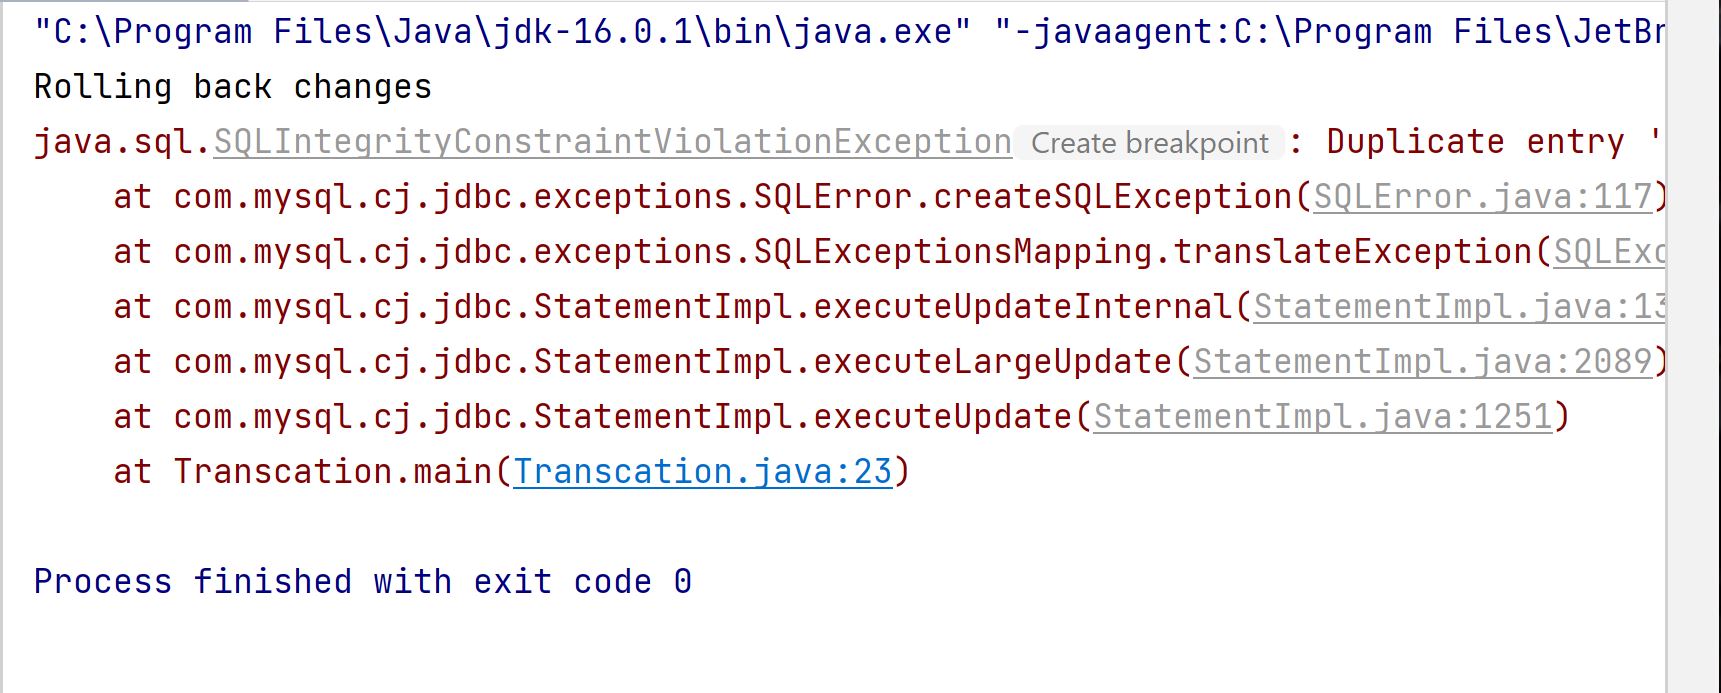 "C:\Program Files\Java\jdk-16.0.1\bin\java.exe" "-javaagent:C:\Program Files\JetBr
Rolling back changes
java.sql.SQLIntegrityConstraintViolationException Create breakpoint : Duplicate entry '
at com.mysql.cj.jdbc.exceptions.SQLError.createSQLException(SQLError.java:117)
at com.mysql.cj.jdbc.exceptions.SQLExceptionsMapping.translateException(SQLExc
at com.mysql.cj.jdbc.StatementImpl.executeUpdateInternal(StatementImpl.java:13
at com.mysql.cj.jdbc.StatementImpl.executeLargeUpdate(StatementImpl.java:2089)
at com.mysql.cj.jdbc.StatementImpl.executeUpdate(StatementImpl.java:1251)
at Transcation.main(Transcation.java:23)
Process finished with exit code 0